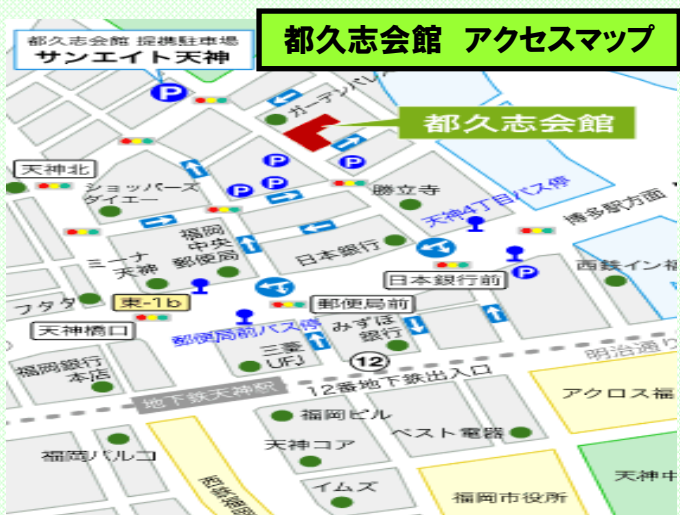 都久志会館 アクセスマップ
都久志会館 提携駐車場
サンエイト天神
P
ガーデンパレス
都久志会館
天神北
P
P
P
P
ショッパーズ
ダイエー
勝立寺
天神4丁目バス停
博多駅方面
福岡
中央
郵便局
日本銀行
ミーナ
天神
日本銀行前
P
西鉄イン福
フタタ
東-1b
郵便局前
天神橋口
郵便局前バス停
みずほ
銀行
三菱
UFJ
12
明治通り
福岡銀行
本店
地下鉄天神駅
12番地下鉄出入口
アクロス福
福岡ビル
天神コア
ベスト電器
福岡パルコ
イムズ
西鉄福岡
福岡市役所
天神中